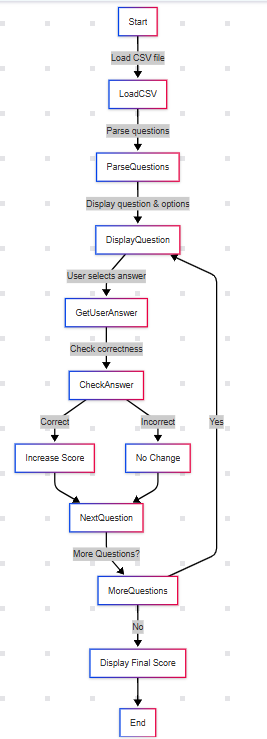 Start
Load CSV file
LoadCSV
Parse questions
ParseQuestions
Display question & options
DisplayQuestion
User selects answer
GetUserAnswer
Check correctness
CheckAnswer
Correct
Incorrect
Yes
Increase Score
No Change
NextQuestion
More Questions?
MoreQuestions
No
Display Final Score
End